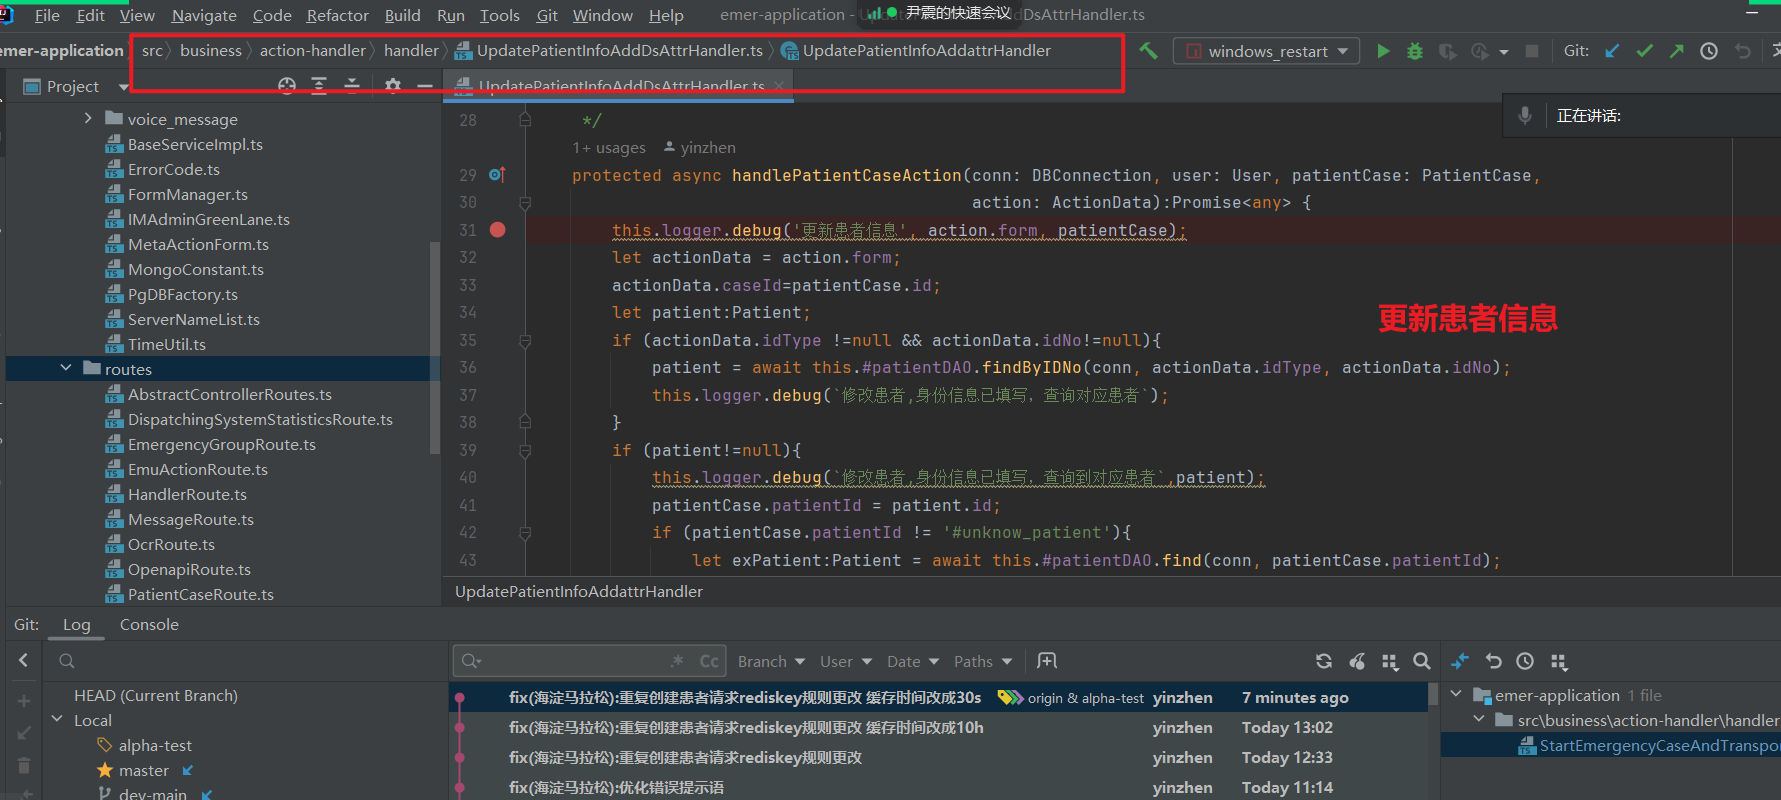 File Edit View Navigate Code Refactor Build Run Tools Git Window Help emer-application - 尹震的快速会议 AddDsAttrHandler.ts
emer-application src business action-handler handler UpdatePatientInfoAddDsAttrHandler.ts UpdatePatientInfoAddattrHandler windows_restart Git:
Project UpdatePatientInfoAddDsAttrHandler.ts
正在讲话:
voice_message
BaseServiceImpl.ts
ErrorCode.ts
FormManager.ts
IMAdminGreenLane.ts
MetaActionForm.ts
MongoConstant.ts
PgDBFactory.ts
ServerNameList.ts
TimeUtil.ts
routes
AbstractControllerRoutes.ts
DispatchingSystemStatisticsRoute.ts
EmergencyGroupRoute.ts
EmuActionRoute.ts
HandlerRoute.ts
MessageRoute.ts
OcrRoute.ts
OpenapiRoute.ts
PatientCaseRoute.ts
28 */
1+ usages yinzhen
29 protected async handlePatientCaseAction(conn: DBConnection, user: User, patientCase: PatientCase,
30 action: ActionData):Promise<any> {
31 this.logger.debug('更新患者信息', action.form, patientCase);
32 let actionData = action.form;
33 actionData.caseId=patientCase.id;
34 let patient:Patient;
35 if (actionData.idType !=null && actionData.idNo!=null){
36 patient = await this.#patientDAO.findByIDNo(conn, actionData.idType, actionData.idNo);
37 this.logger.debug(`修改患者,身份信息已填写，查询对应患者`);
38 }
39 if (patient!=null){
40 this.logger.debug(`修改患者,身份信息已填写，查询到对应患者`,patient);
41 patientCase.patientId = patient.id;
42 if (patientCase.patientId != '#unknow_patient'){
43 let exPatient:Patient = await this.#patientDAO.find(conn, patientCase.patientId);
更新患者信息
UpdatePatientInfoAddattrHandler
Git: Log Console
Cc Branch User Date Paths
HEAD (Current Branch)
Local
alpha-test
master
dev-main
fix(海淀马拉松):重复创建患者请求rediskey规则更改 缓存时间改成30s origin & alpha-test yinzhen 7 minutes ago
fix(海淀马拉松):重复创建患者请求rediskey规则更改 缓存时间改成10h yinzhen Today 13:02
fix(海淀马拉松):重复创建患者请求rediskey规则更改 yinzhen Today 12:33
fix(海淀马拉松):优化错误提示语 yinzhen Today 11:14
emer-application 1 file
src\business\action-handler\handler
StartEmergencyCaseAndTranspo